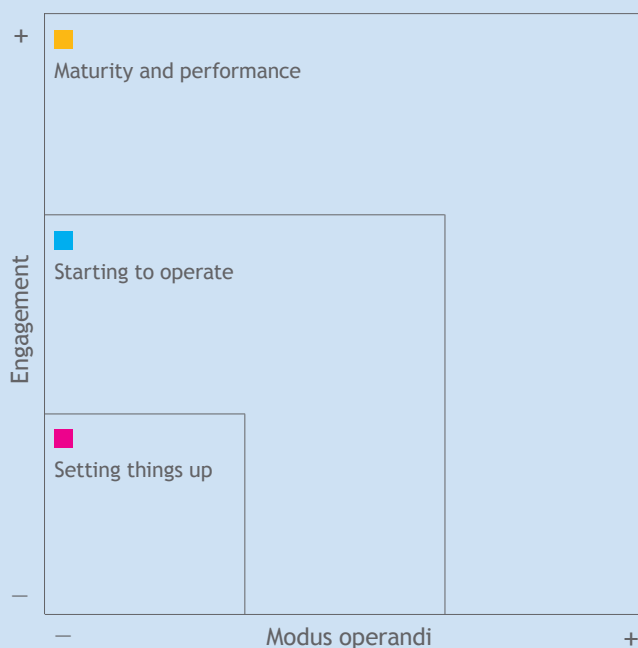 +
Maturity and performance
Starting to operate
Engagement
Setting things up
–
–
Modus operandi
+